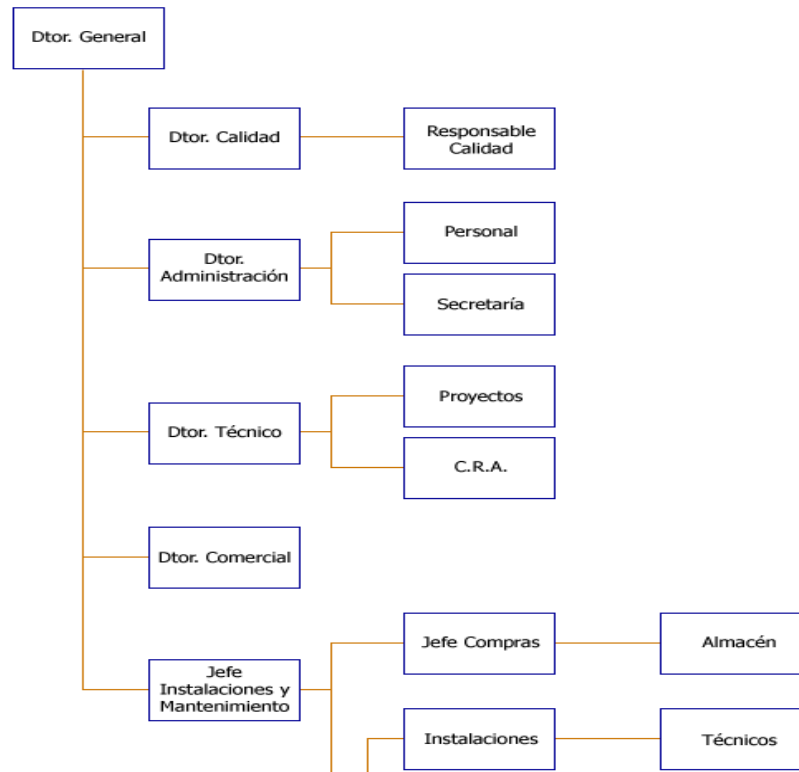 Dtor. General
Dtor. Calidad
Responsable
Calidad
Dtor.
Administración
Personal
Secretaría
Dtor. Técnico
Proyectos
C.R.A.
Dtor. Comercial
Jefe
Instalaciones y
Mantenimiento
Jefe Compras
Almacén
Instalaciones
Técnicos